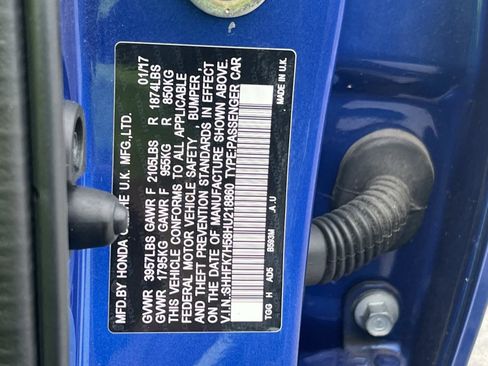 MFD.BY HONDA OF THE U.K. MFG.,LTD. 01/17
GVWR 3957LBS GAWR F 2105LBS R 1874LBS
GVWR 1795KG GAWR F 955KG R 850KG
THIS VEHICLE CONFORMS TO ALL APPLICABLE
FEDERAL MOTOR VEHICLE SAFETY , BUMPER,
AND THEFT PREVENTION STANDARDS IN EFFECT
ON THE DATE OF MANUFACTURE SHOWN ABOVE.
V.I.N.:SHHFK7H58HU218660 TYPE:PASSENGER CAR
TGG H AD5 B593M .A .U
MADE IN U.K